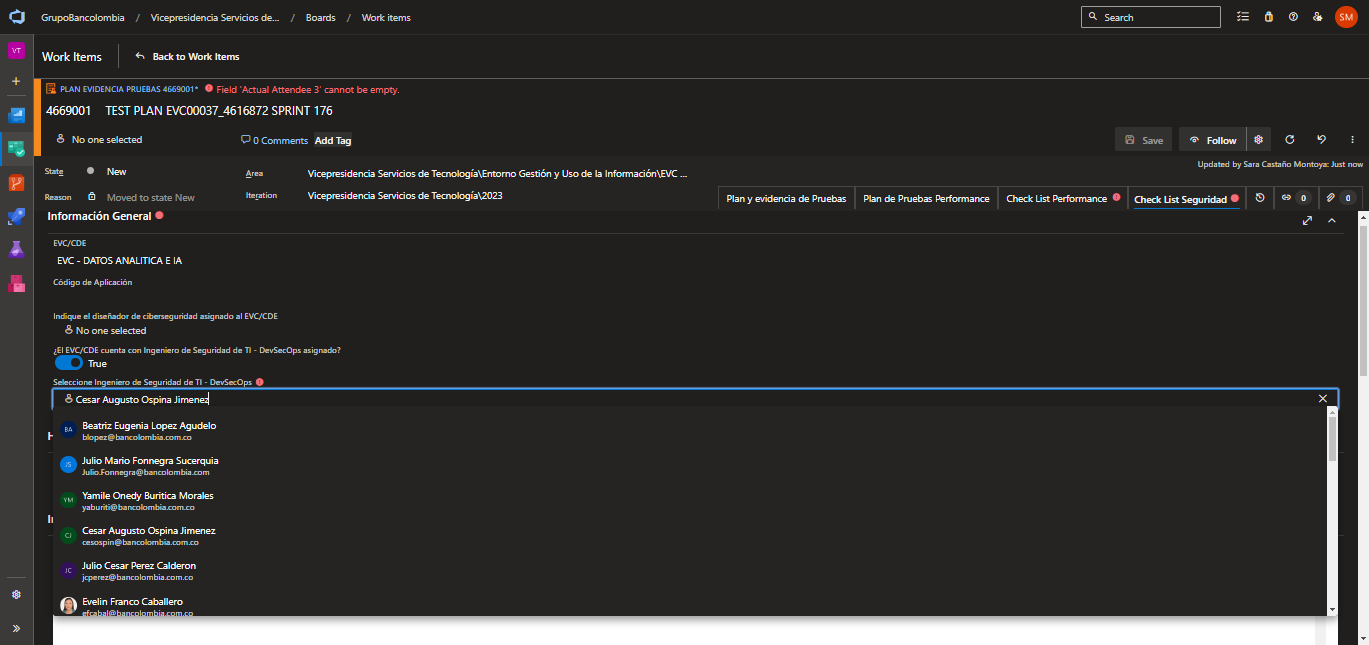 GrupoBancolombia / Vicepresidencia Servicios de... / Boards / Work items
Search
SM
VT
Work Items
Back to Work Items
PLAN EVIDENCIA PRUEBAS 4669001* Field 'Actual Attendee 3' cannot be empty.
4669001 TEST PLAN EVC00037_4616872 SPRINT 176
No one selected
0 Comments
Add Tag
Save
Follow
State New
Area Vicepresidencia Servicios de Tecnología\Entorno Gestión y Uso de la Información\EVC ...
Updated by Sara Castaño Montoya: Just now
Reason Moved to state New
Iteration Vicepresidencia Servicios de Tecnología\2023
Plan y evidencia de Pruebas
Plan de Pruebas Performance
Check List Performance
Check List Seguridad
0
0
Información General
EVC/CDE
EVC - DATOS ANALITICA E IA
Código de Aplicación
Indique el diseñador de ciberseguridad asignado al EVC/CDE
No one selected
¿El EVC/CDE cuenta con Ingeniero de Seguridad de TI - DevSecOps asignado?
True
Seleccione Ingeniero de Seguridad de TI - DevSecOps
Cesar Augusto Ospina Jimenez
BA
Beatriz Eugenia Lopez Agudelo
blopez@bancolombia.com.co
JS
Julio Mario Fonnegra Sucerquia
Julio.Fonnegra@bancolombia.com
YM
Yamile Onedy Buritica Morales
yaburiti@bancolombia.com.co
CJ
Cesar Augusto Ospina Jimenez
cesospin@bancolombia.com.co
JC
Julio Cesar Perez Calderon
jcperez@bancolombia.com.co
Evelin Franco Caballero
efcabal@bancolombia.com.co